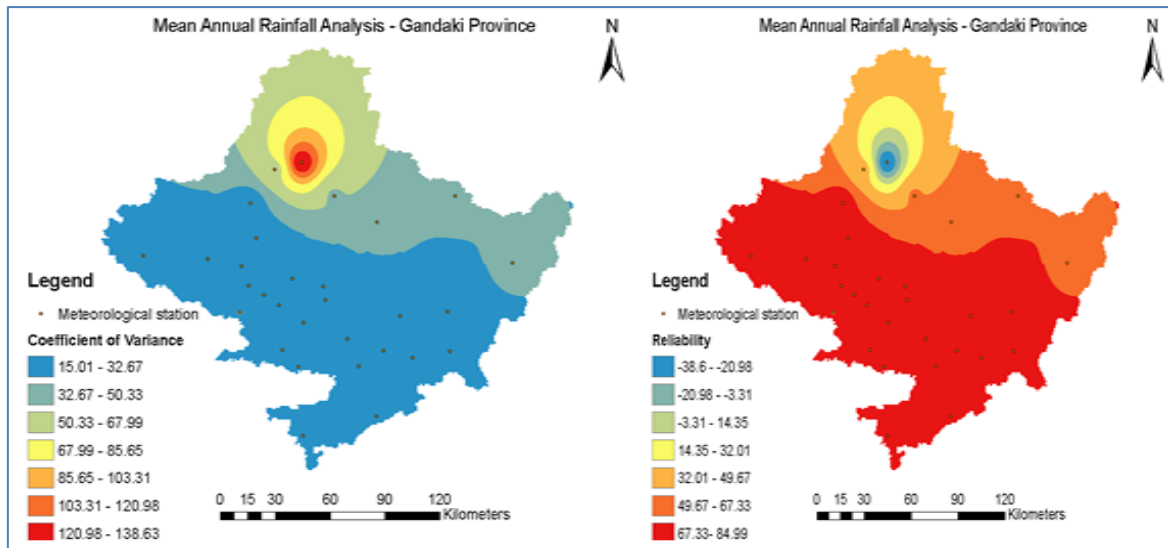 Mean Annual Rainfall Analysis - Gandaki Province
N
Legend
Meteorological station
Coefficient of Variance
15.01 - 32.67
32.67 - 50.33
50.33 - 67.99
67.99 - 85.65
85.65 - 103.31
103.31 - 120.98
120.98 - 138.63
0 15 30 60 90 120
Kilometers
Mean Annual Rainfall Analysis - Gandaki Province
N
Legend
Meteorological station
Reliability
-38.6 - -20.98
-20.98 - -3.31
-3.31 - 14.35
14.35 - 32.01
32.01 - 49.67
49.67 - 67.33
67.33- 84.99
0 15 30 60 90 120
Kilometers